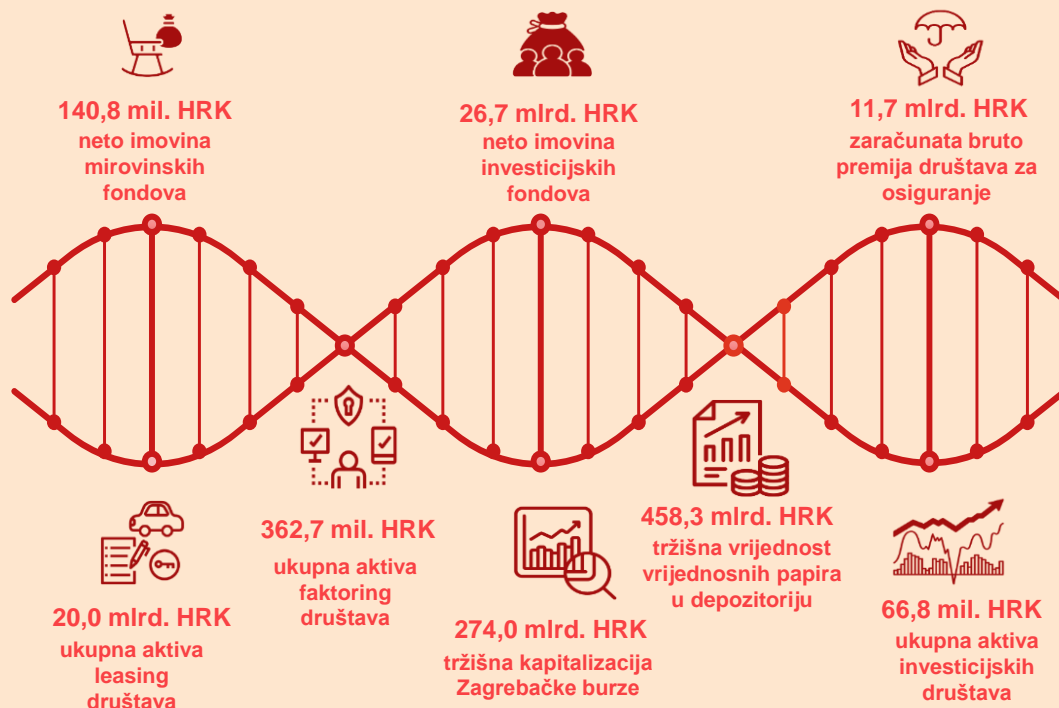 140,8 mil. HRK
neto imovina
mirovinskih
fondova
26,7 mlrd. HRK
neto imovina
investicijskih
fondova
11,7 mlrd. HRK
zaračunata bruto
premija društava za
osiguranje
20,0 mlrd. HRK
ukupna aktiva
leasing
društava
362,7 mil. HRK
ukupna aktiva
faktoring
društava
274,0 mlrd. HRK
tržišna kapitalizacija
Zagrebačke burze
458,3 mlrd. HRK
tržišna vrijednost
vrijednosnih papira
u depozitoriju
66,8 mil. HRK
ukupna aktiva
investicijskih
društava